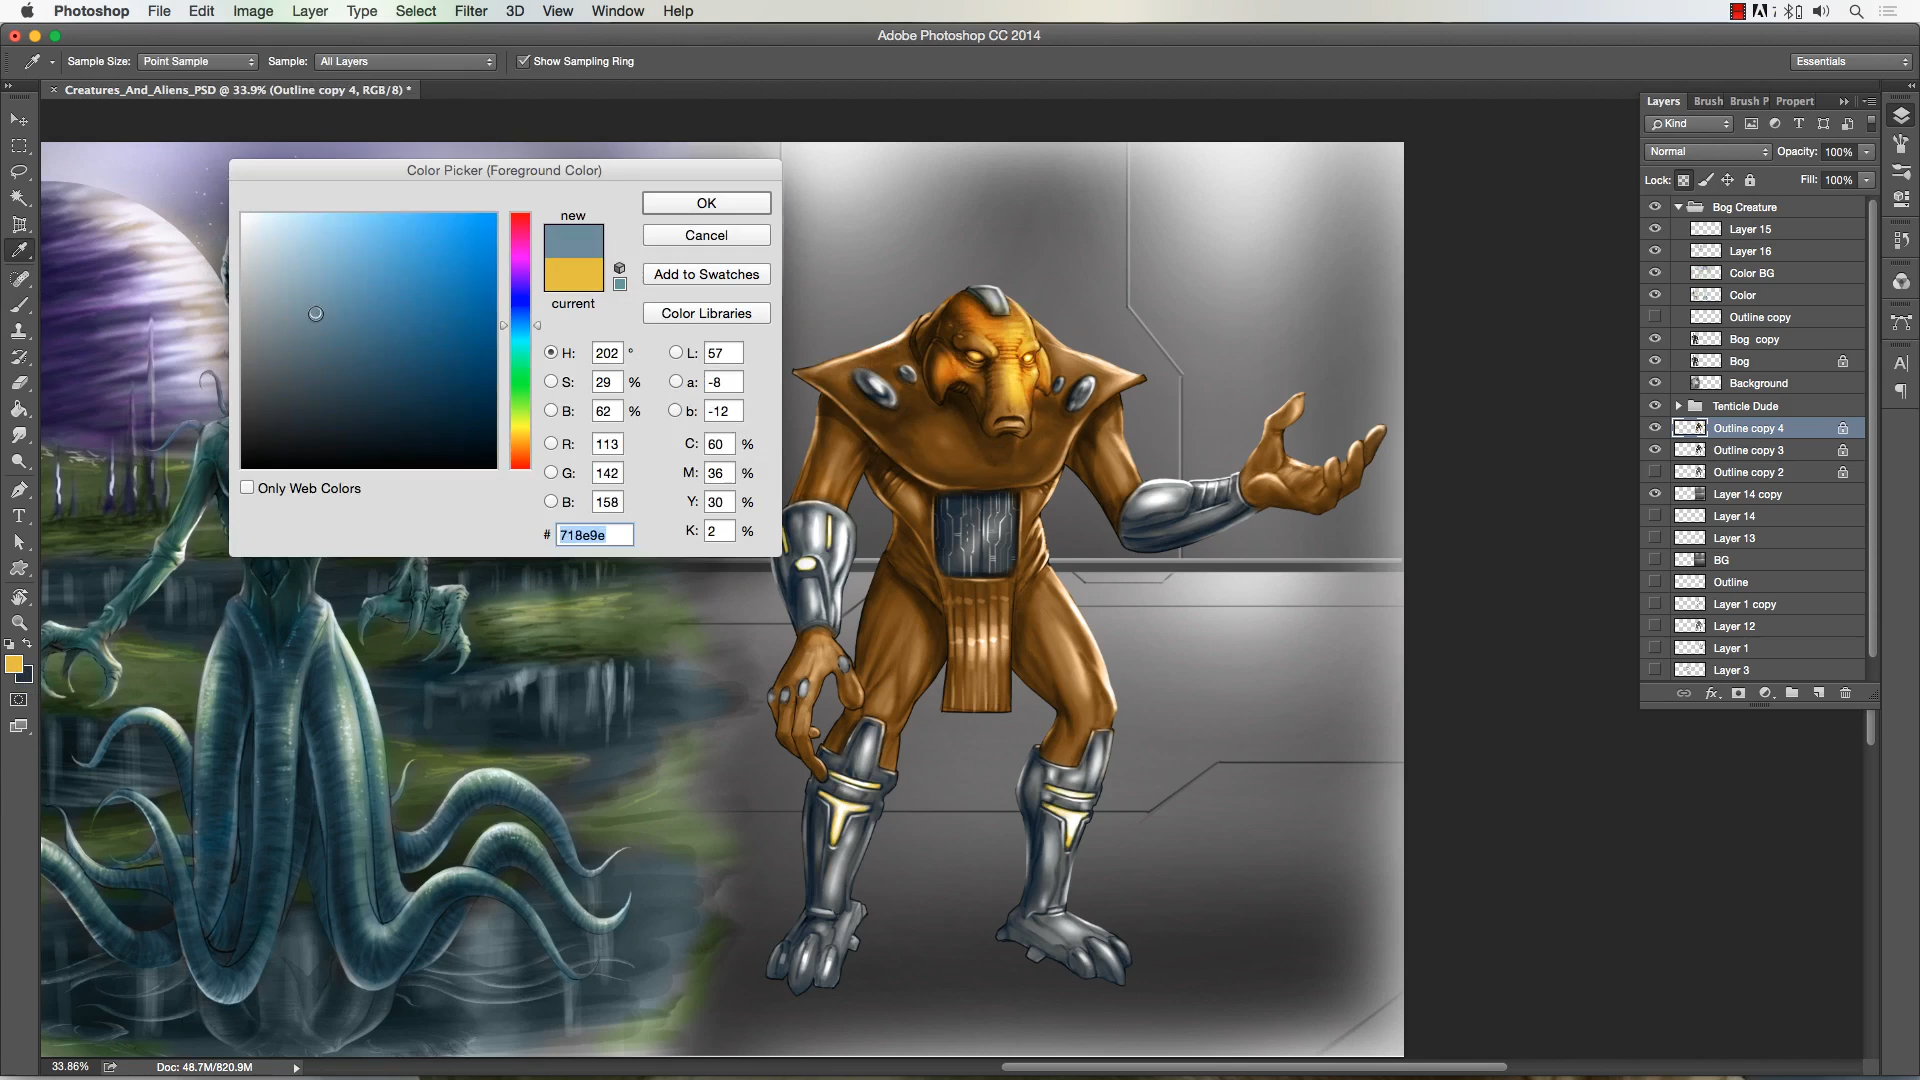 Photoshop File Edit Image Layer Type Select Filter 3D View Window Help
Adobe Photoshop CC 2014
Sample Size: Point Sample Sample: All Layers Show Sampling Ring Essentials
Creatures_And_Aliens_PSD @ 33.9% (Outline copy 4, RGB/8) *
Color Picker (Foreground Color)
new
current
OK
Cancel
Add to Swatches
Color Libraries
H: 202 °
S: 29 %
B: 62 %
R: 113
G: 142
B: 158
# 718e9e
L: 57
a: -8
b: -12
C: 60 %
M: 36 %
Y: 30 %
K: 2 %
Only Web Colors
Layers Brush Brush P Propert
Kind
Normal Opacity: 100%
Lock: Fill: 100%
Bog Creature
Layer 15
Layer 16
Color BG
Color
Outline copy
Bog copy
Bog
Background
Tenticle Dude
Outline copy 4
Outline copy 3
Outline copy 2
Layer 14 copy
Layer 14
Layer 13
BG
Outline
Layer 1 copy
Layer 12
Layer 1
Layer 3
fx
33.86% Doc: 48.7M/820.9M